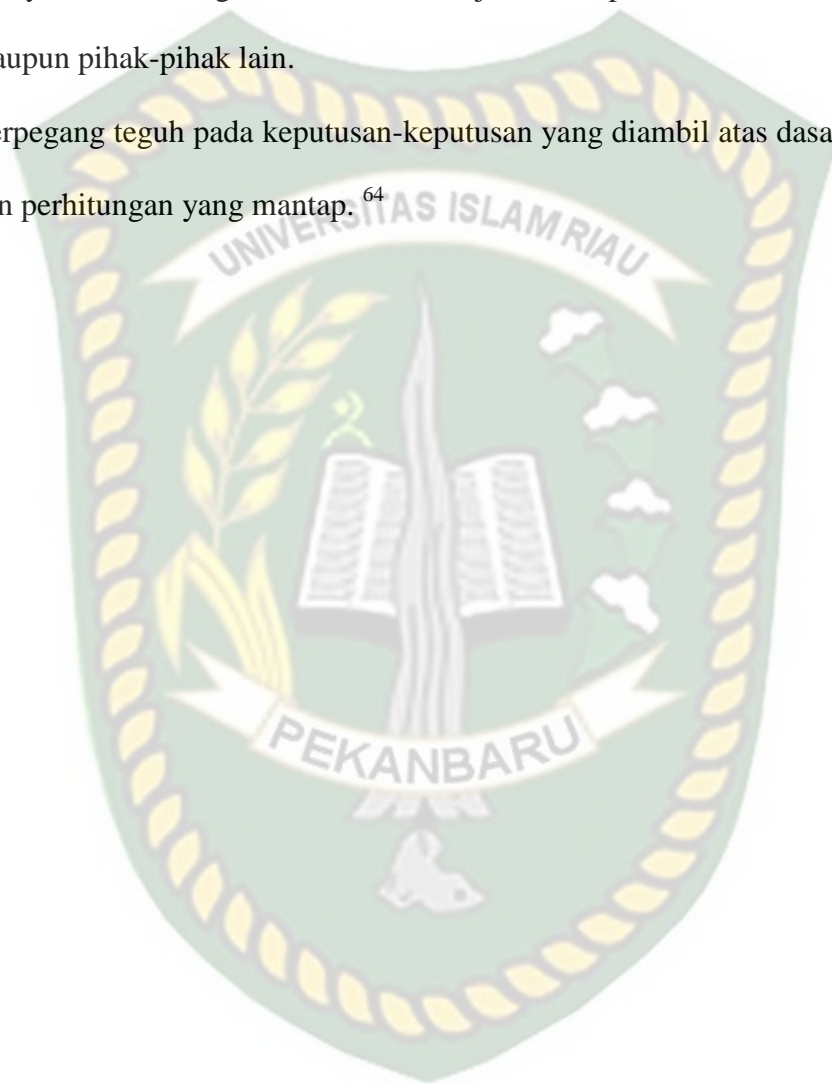 aupun pihak-pihak lain.
erpegang teguh pada keputusan-keputusan yang diambil atas dasa
n perhitungan yang mantap. 64
UNIVERSITAS ISLAM RIAU
PEKANBARU